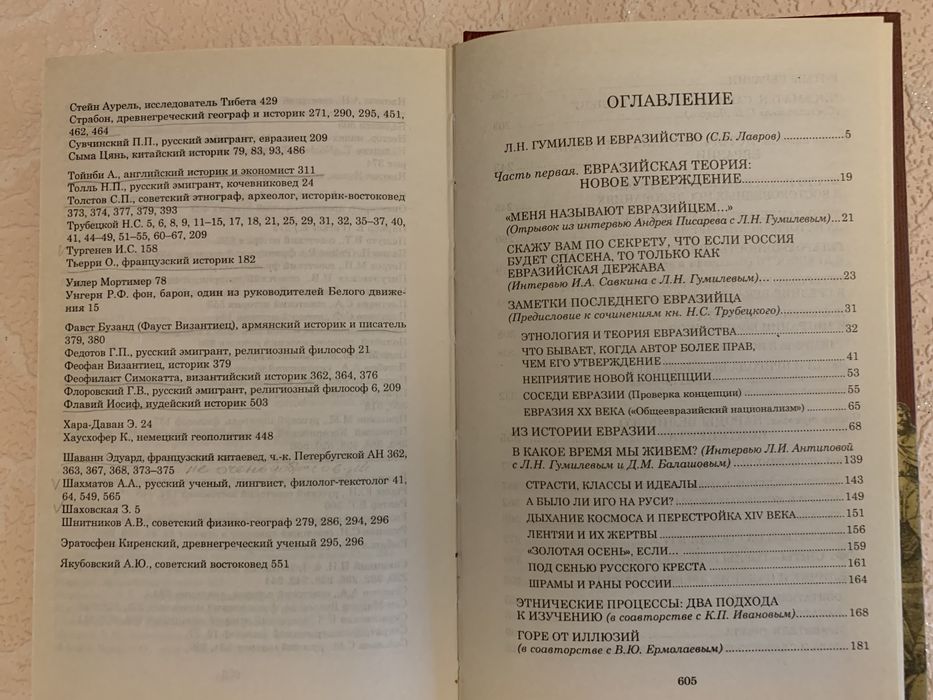 Стейн Аурель, исследователь Тибета 429
Страбон, древнегреческий географ и историк 271, 290, 295, 451,
462, 464
Сувчинский П.П., русский эмигрант, евразиец 209
Сыма Цянь, китайский историк 79, 83, 93, 486
Тойнби А., английский историк и экономист 311
Толль Н.П., русский эмигрант, кочевниковед 24
Толстов С.П., советский этнограф, археолог, историк-востоковед
373, 374, 377, 379, 393
Трубецкой Н.С. 5, 6, 8, 9, 11–15, 17, 18, 21, 25, 29, 31, 32, 35–37, 40,
41, 44–49, 51–55, 60–67, 209
Тургенев И.С. 158
Тьерри О., французский историк 182
Уилер Мортимер 78
Унгерн Р.Ф. фон, барон, один из руководителей Белого движе-
ния 15
Фавст Бузанд (Фауст Византиец), армянский историк и писатель
379, 380
Федотов Г.П., русский эмигрант, религиозный философ 21
Феофан Византиец, историк 379
Феофилакт Симокатта, византийский историк 362, 364, 376
Флоровский Г.В., русский эмигрант, религиозный философ 6, 209
Флавий Иосиф, иудейский историк 503
Хара-Даван Э. 24
Хаусхофер К., немецкий геополитик 448
Шаванн Эдуард, французский китаевед, ч.-к. Петербугской АН 362,
363, 367, 368, 373–375
Шахматов А.А., русский ученый, лингвист, филолог-текстолог 41,
64, 549, 565
Шаховская З. 5
Шнитников А.В., советский физико-географ 279, 286, 294, 296
Эратосфен Киренский, древнегреческий ученый 295, 296
Якубовский А.Ю., советский востоковед 551
ОГЛАВЛЕНИЕ
Л.Н. ГУМИЛЕВ И ЕВРАЗИЙСТВО (С.Б. Лавров) 5
Часть первая. ЕВРАЗИЙСКАЯ ТЕОРИЯ:
НОВОЕ УТВЕРЖДЕНИЕ 19
«МЕНЯ НАЗЫВАЮТ ЕВРАЗИЙЦЕМ...»
(Отрывок из интервью Андрея Писарева с Л.Н. Гумилевым) 21
СКАЖУ ВАМ ПО СЕКРЕТУ, ЧТО ЕСЛИ РОССИЯ
БУДЕТ СПАСЕНА, ТО ТОЛЬКО КАК
ЕВРАЗИЙСКАЯ ДЕРЖАВА
(Интервью И.А. Савкина с Л.Н. Гумилевым) 23
ЗАМЕТКИ ПОСЛЕДНЕГО ЕВРАЗИЙЦА
(Предисловие к сочинениям кн. Н.С. Трубецкого) 31
ЭТНОЛОГИЯ И ТЕОРИЯ ЕВРАЗИЙСТВА 32
ЧТО БЫВАЕТ, КОГДА АВТОР БОЛЕЕ ПРАВ,
ЧЕМ ЕГО УТВЕРЖДЕНИЕ 41
НЕПРИЯТИЕ НОВОЙ КОНЦЕПЦИИ 53
СОСЕДИ ЕВРАЗИИ (Проверка концепции) 55
ЕВРАЗИЯ XX ВЕКА («Общеевразийский национализм») 65
ИЗ ИСТОРИИ ЕВРАЗИИ 68
В КАКОЕ ВРЕМЯ МЫ ЖИВЕМ? (Интервью Л.И. Антиповой
с Л.Н. Гумилевым и Д.М. Балашовым) 139
СТРАСТИ, КЛАССЫ И ИДЕАЛЫ 143
А БЫЛО ЛИ ИГО НА РУСИ? 149
ДЫХАНИЕ КОСМОСА И ПЕРЕСТРОЙКА XIV ВЕКА 151
ЛЕНТЯИ И ИХ ЖЕРТВЫ 156
«ЗОЛОТАЯ ОСЕНЬ», ЕСЛИ... 159
ПОД СЕНЬЮ РУССКОГО КРЕСТА 161
ШРАМЫ И РАНЫ РОССИИ 164
ЭТНИЧЕСКИЕ ПРОЦЕССЫ: ДВА ПОДХОДА
К ИЗУЧЕНИЮ (в соавторстве с К.П. Ивановым) 168
ГОРЕ ОТ ИЛЛЮЗИЙ
(в соавторстве с В.Ю. Ермолаевым) 181
605